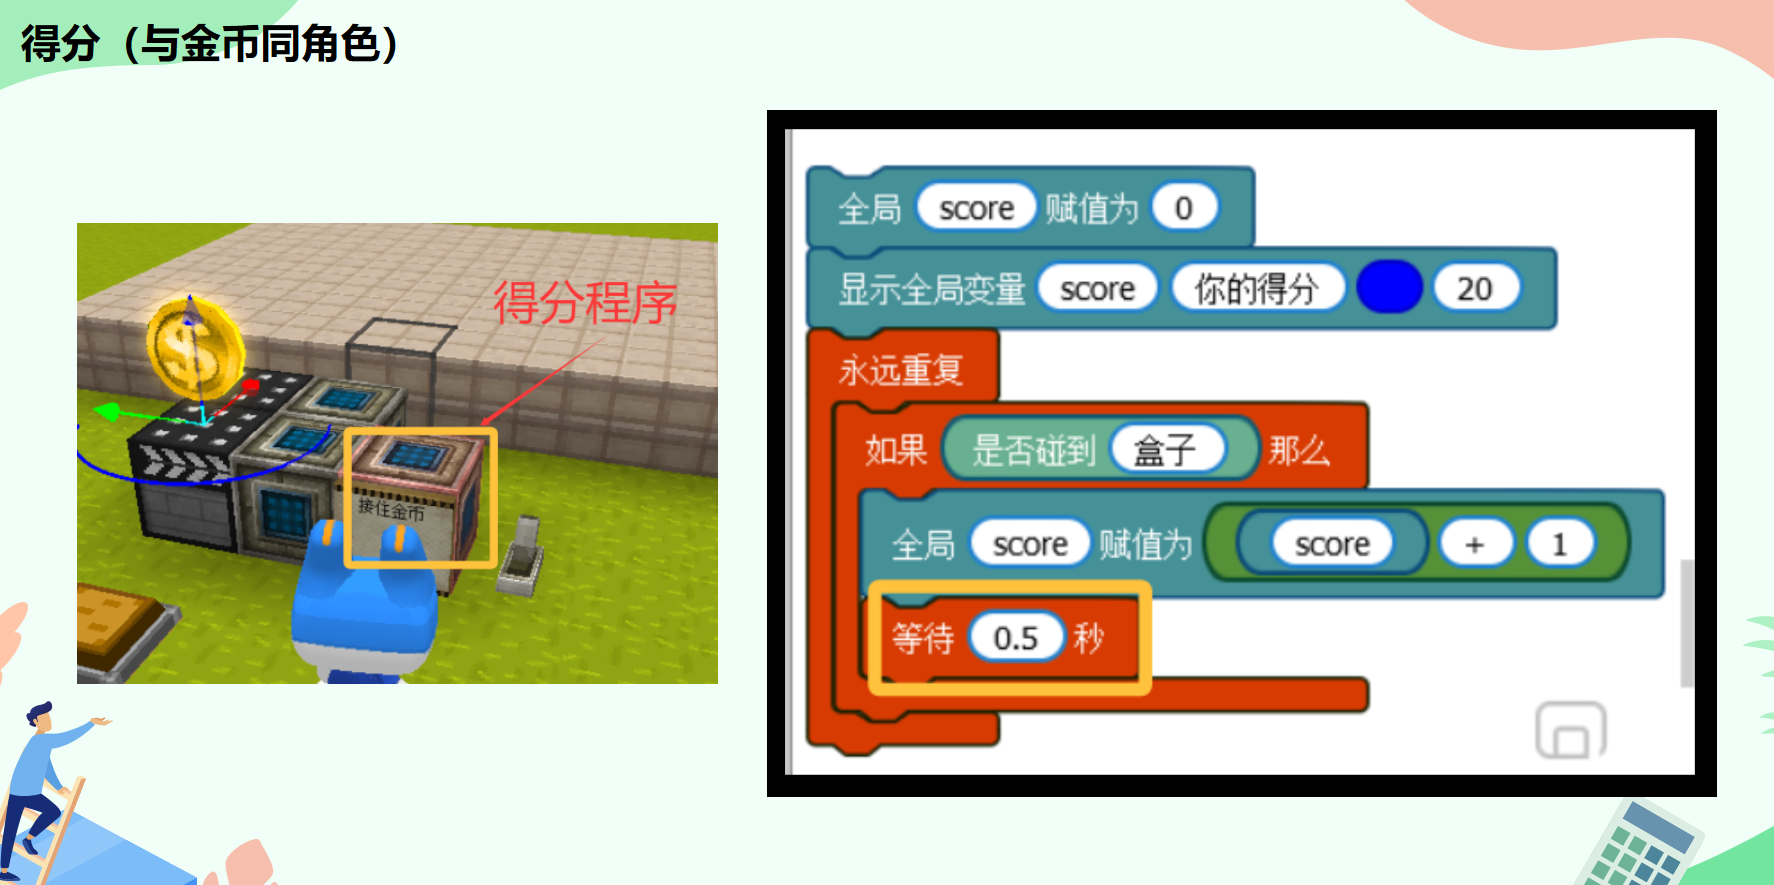 得分（与金币同角色）
得分程序
接住金币
全局 score 赋值为 0
显示全局变量 score 你的得分 20
永远重复
如果 是否碰到 盒子 那么
全局 score 赋值为 score + 1
等待 0.5 秒